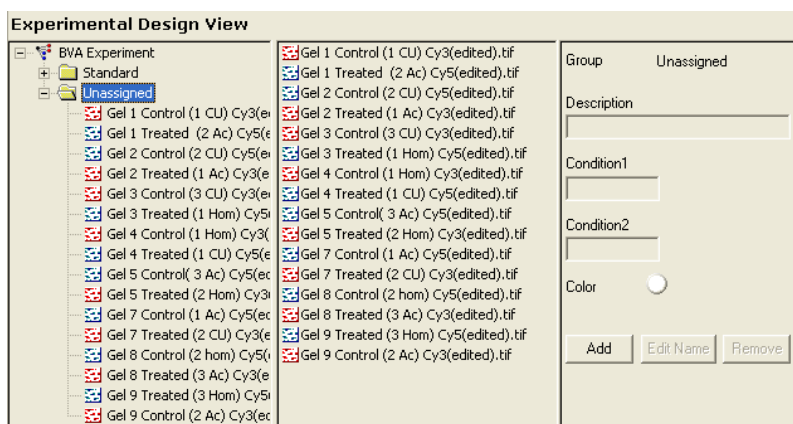 Experimental Design View
BVA Experiment
Standard
Unassigned
Gel 1 Control (1 CU) Cy3(e
Gel 1 Treated (2 Ac) Cy5(e
Gel 2 Control (2 CU) Cy5(e
Gel 2 Treated (1 Ac) Cy3(e
Gel 3 Control (3 CU) Cy3(e
Gel 3 Treated (1 Hom) Cy5
Gel 4 Control (1 Hom) Cy3(
Gel 4 Treated (1 CU) Cy5(e
Gel 5 Control( 3 Ac) Cy5(ec
Gel 5 Treated (2 Hom) Cy3
Gel 7 Control (1 Ac) Cy5(ec
Gel 7 Treated (2 CU) Cy3(e
Gel 8 Control (2 hom) Cy5(
Gel 8 Treated (3 Ac) Cy3(e
Gel 9 Treated (3 Hom) Cy5
Gel 9 Control (2 Ac) Cy3(ec
Gel 1 Control (1 CU) Cy3(edited).tif
Gel 1 Treated (2 Ac) Cy5(edited).tif
Gel 2 Control (2 CU) Cy5(edited).tif
Gel 2 Treated (1 Ac) Cy3(edited).tif
Gel 3 Control (3 CU) Cy3(edited).tif
Gel 3 Treated (1 Hom) Cy5(edited).tif
Gel 4 Control (1 Hom) Cy3(edited).tif
Gel 4 Treated (1 CU) Cy5(edited).tif
Gel 5 Control( 3 Ac) Cy5(edited).tif
Gel 5 Treated (2 Hom) Cy3(edited).tif
Gel 7 Control (1 Ac) Cy5(edited).tif
Gel 7 Treated (2 CU) Cy3(edited).tif
Gel 8 Control (2 hom) Cy5(edited).tif
Gel 8 Treated (3 Ac) Cy3(edited).tif
Gel 9 Treated (3 Hom) Cy5(edited).tif
Gel 9 Control (2 Ac) Cy3(edited).tif
Group Unassigned
Description
Condition1
Condition2
Color
Add Edit Name Remove